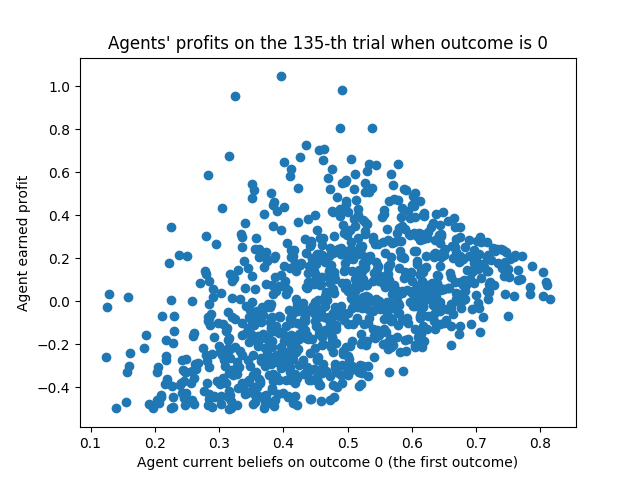 Agents' profits on the 135-th trial when outcome is 0
1.0
0.8
0.6
0.4
0.2
0.0
−0.2
−0.4
Agent earned profit
0.1 0.2 0.3 0.4 0.5 0.6 0.7 0.8
Agent current beliefs on outcome 0 (the first outcome)